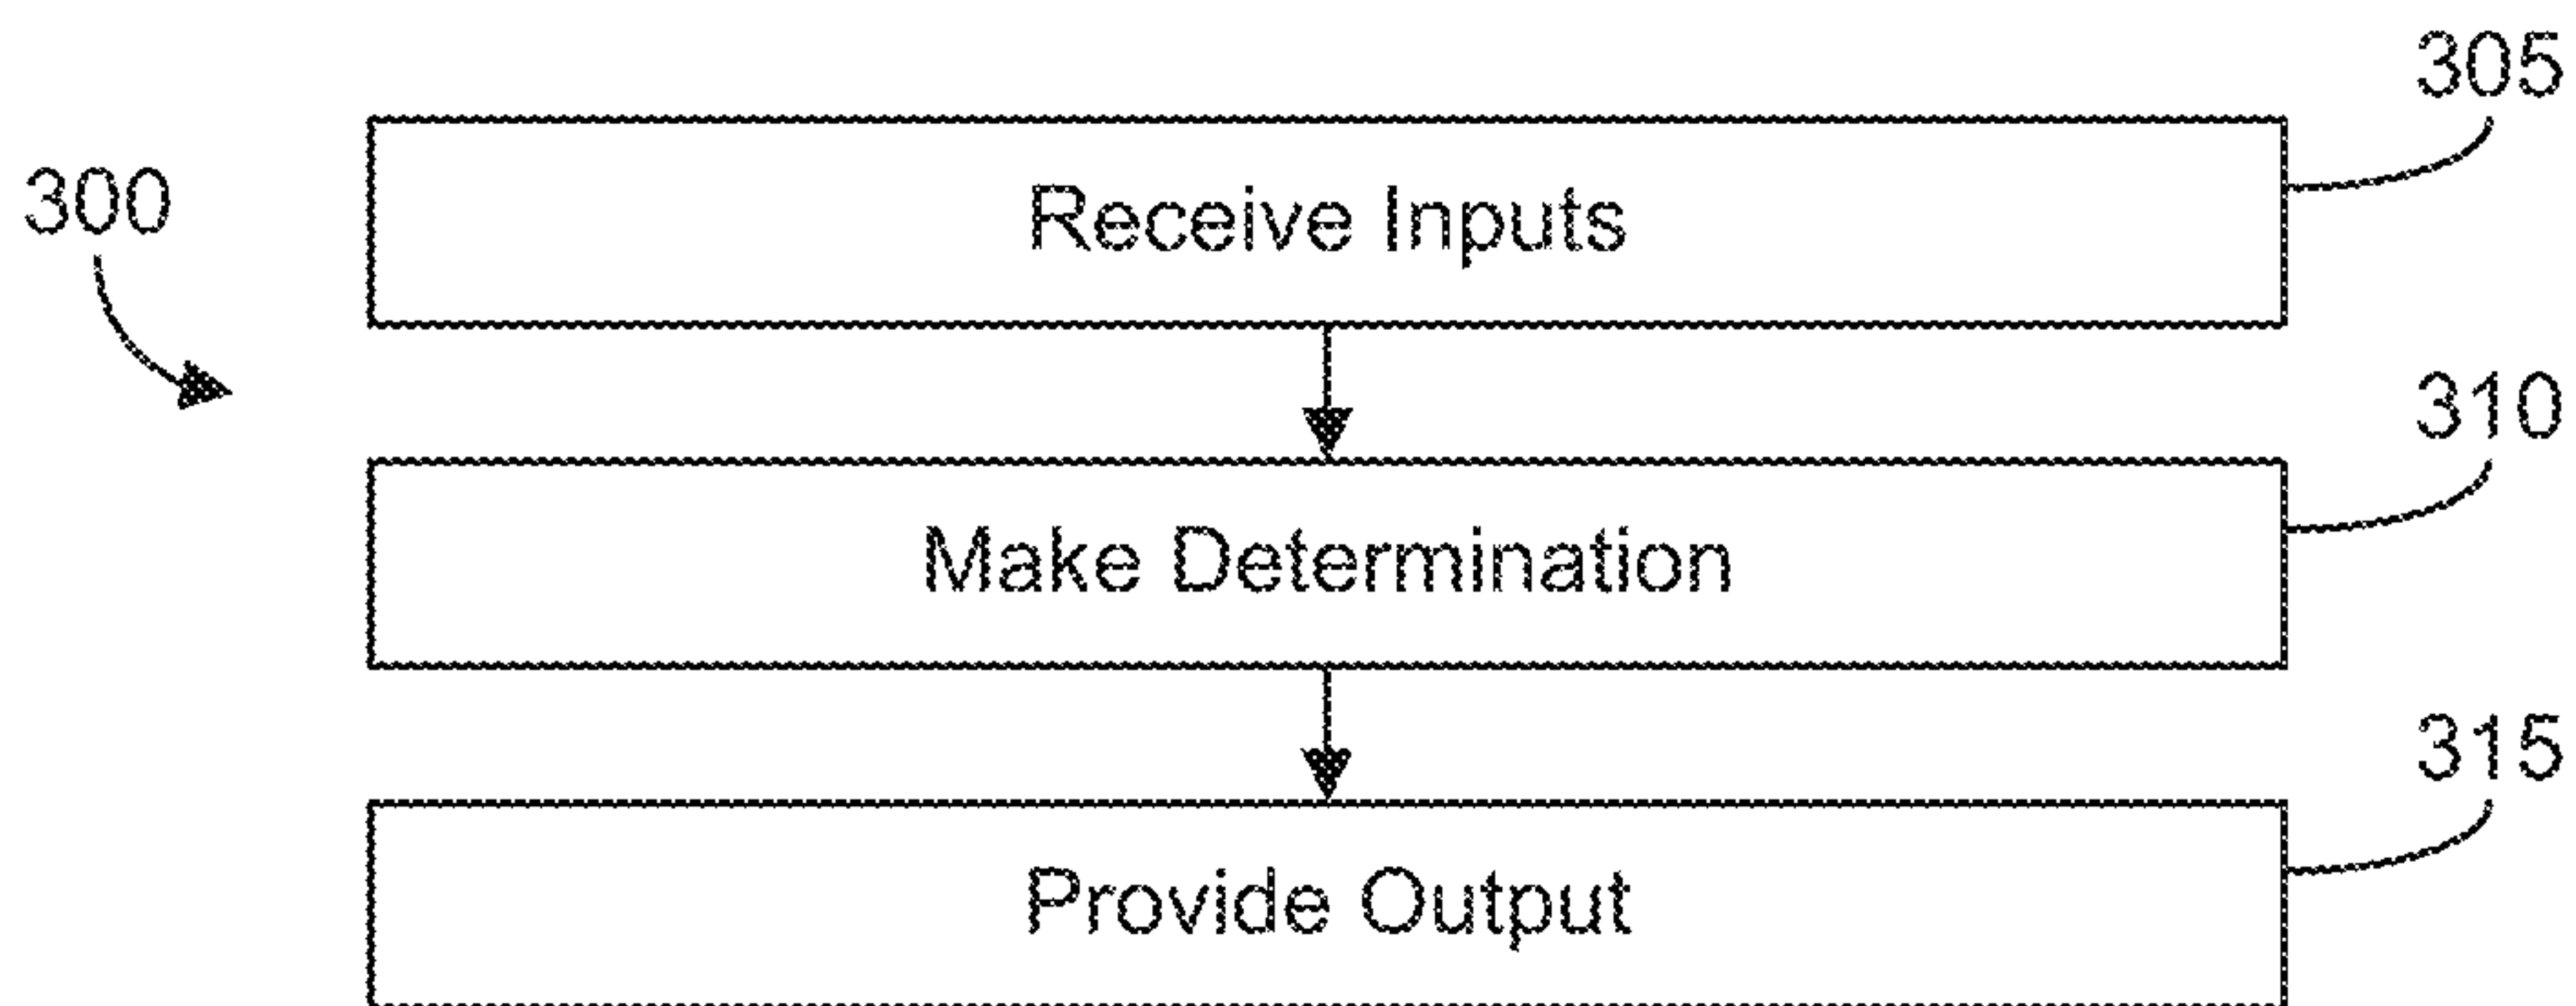 305
300
Receive Inputs
310
Make Determination
315
Provide Output